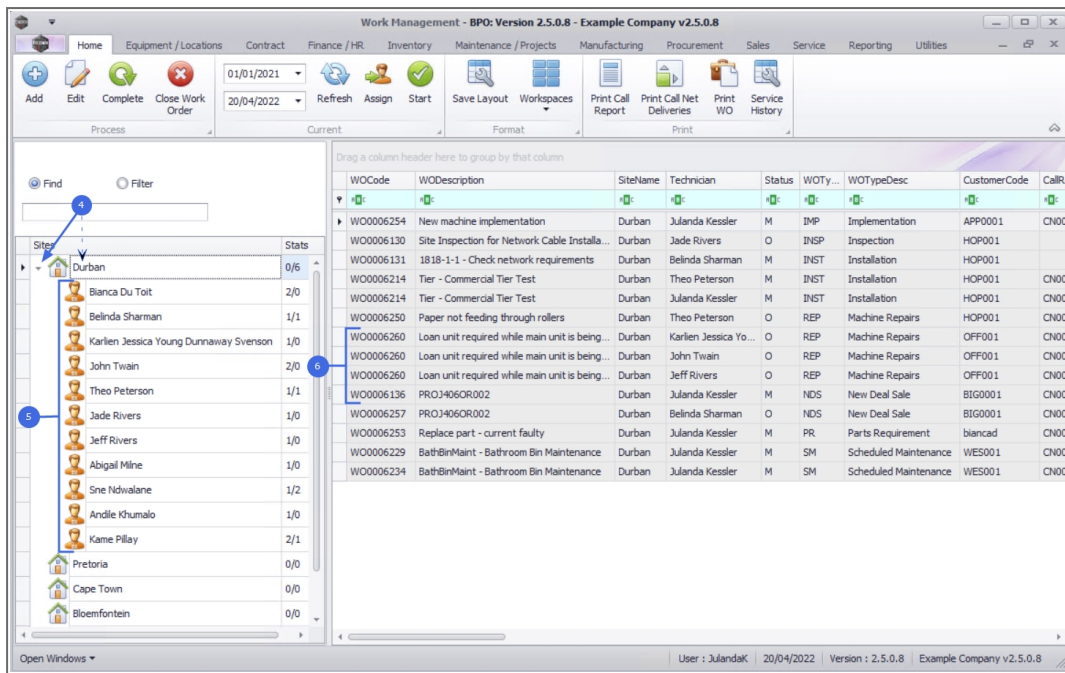 Work Management - BPO: Version 2.5.0.8 - Example Company v2.5.0.8
Home Equipment / Locations Contract Finance / HR Inventory Maintenance / Projects Manufacturing Procurement Sales Service Reporting Utilities
01/01/2021
20/04/2022
Add Edit Complete Close Work Order Refresh Assign Start Save Layout Workspaces Print Call Report Print Call Net Deliveries Print WO Service History
Process Current Format Print
Drag a column header here to group by that column
Find Filter
4
Sites Stats
Durban 0/6
Bianca Du Toit 2/0
Belinda Sharman 1/1
Karlien Jessica Young Dunnaway Svenson 1/0
John Twain 2/0
Theo Peterson 1/1
Jade Rivers 1/0
Jeff Rivers 1/0
Abigail Milne 1/0
Sne Ndwalane 1/2
Andile Khumalo 1/0
Kame Pillay 2/1
Pretoria 0/0
Cape Town 0/0
Bloemfontein 0/0
5
6
WOCode WODescription SiteName Technician Status WOTy... WOTypeDesc CustomerCode CallR
WO0006254 New machine implementation Durban Julanda Kessler M IMP Implementation APP0001 CN00
WO0006130 Site Inspection for Network Cable Installa... Durban Jade Rivers O INSP Inspection HOP001
WO0006131 1818-1-1 - Check network requirements Durban Belinda Sharman M INST Installation HOP001
WO0006214 Tier - Commercial Tier Test Durban Theo Peterson M INST Installation HOP001 CN00
WO0006214 Tier - Commercial Tier Test Durban Julanda Kessler M INST Installation HOP001 CN00
WO0006250 Paper not feeding through rollers Durban Theo Peterson O REP Machine Repairs HOP001 CN00
WO0006260 Loan unit required while main unit is being... Durban Karlien Jessica Yo... O REP Machine Repairs OFF001 CN00
WO0006260 Loan unit required while main unit is being... Durban John Twain O REP Machine Repairs OFF001 CN00
WO0006260 Loan unit required while main unit is being... Durban Jeff Rivers O REP Machine Repairs OFF001 CN00
WO0006136 PROJ406OR002 Durban Julanda Kessler M NDS New Deal Sale BIG0001 CN00
WO0006257 PROJ406OR002 Durban Belinda Sharman O NDS New Deal Sale BIG0001 CN00
WO0006253 Replace part - current faulty Durban Julanda Kessler M PR Parts Requirement biancad CN00
WO0006229 BathBinMaint - Bathroom Bin Maintenance Durban Julanda Kessler M SM Scheduled Maintenance WES001 CN00
WO0006234 BathBinMaint - Bathroom Bin Maintenance Durban Julanda Kessler M SM Scheduled Maintenance WES001 CN00
Open Windows User : JulandaK 20/04/2022 Version : 2.5.0.8 Example Company v2.5.0.8